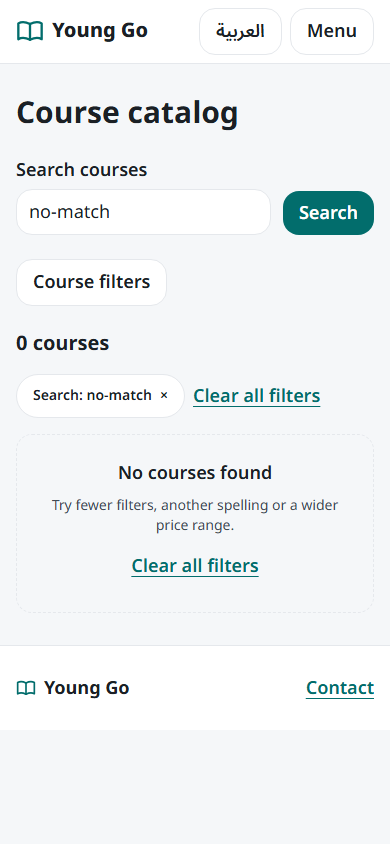 Young Go
العربية
Menu
Course catalog
Search courses
no-match
Search
Course filters
0 courses
Search: no-match ×
Clear all filters
No courses found
Try fewer filters, another spelling or a wider
price range.
Clear all filters
Young Go
Contact